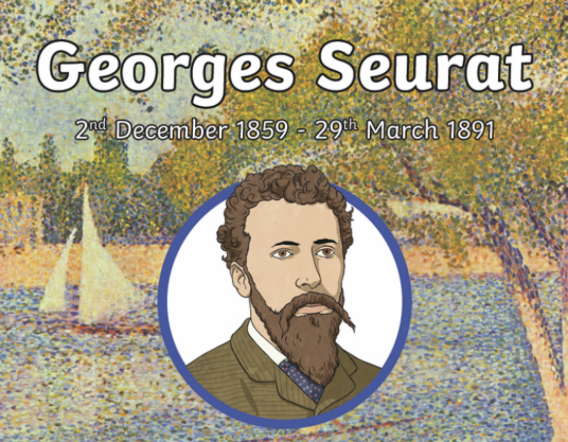 Georges Seurat
2nd December 1859 - 29th March 1891